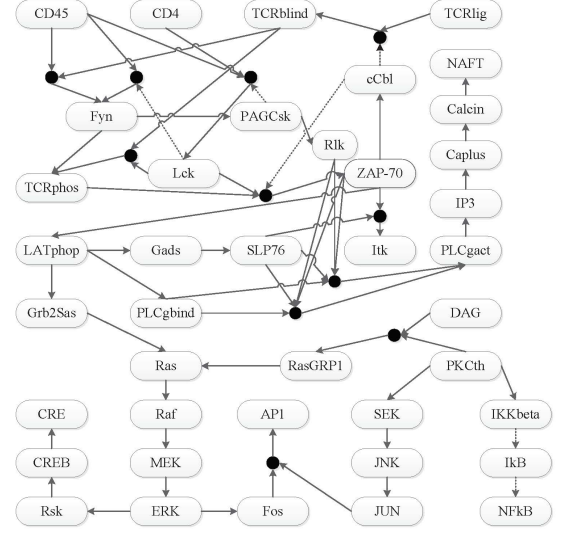 CD45
CD4
TCRblind
TCRlig
NAFT
cCbl
Calcin
Fyn
PAGCsk
Rlk
Caplus
Lck
ZAP-70
TCRphos
IP3
LATphop
Gads
SLP76
Itk
PLCgact
Grb2Sas
PLCgbind
DAG
Ras
RasGRP1
PKCth
CRE
Raf
AP1
SEK
IKKbeta
CREB
MEK
JNK
IkB
Rsk
ERK
Fos
JUN
NFkB